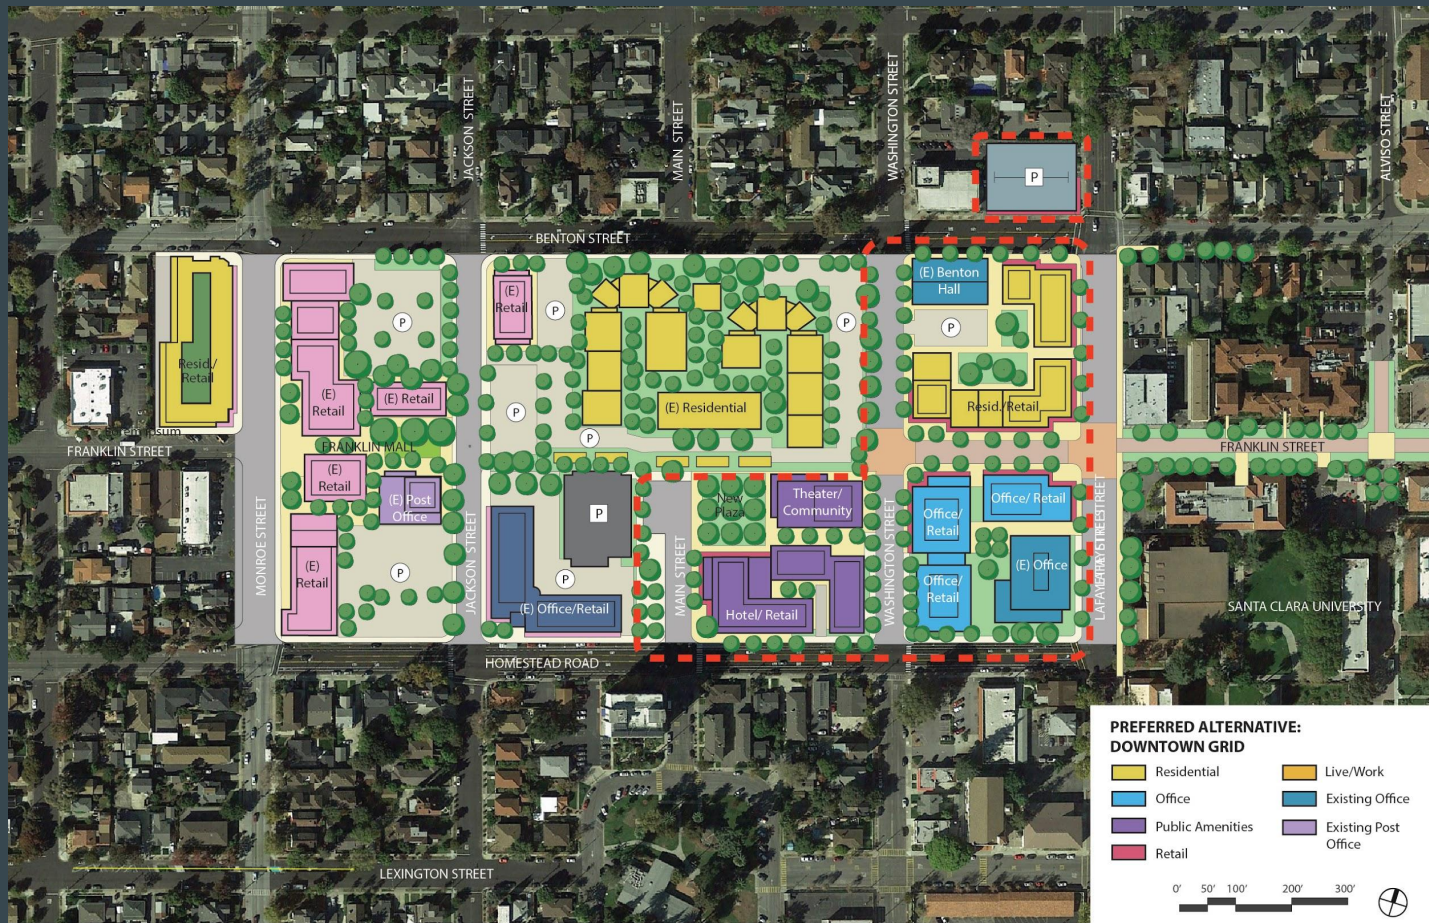 JACKSON STREET
MAIN STREET
WASHINGTON STREET
ALVISO STREET
P
BENTON STREET
(E) Retail
P
P
P
(E) Benton
Hall
P
Resid./
Retail
(E)
Retail
(E) Retail
P
(E) Residential
Resid./Retail
FRANKLIN STREET
FRANKLIN MALL
P
FRANKLIN STREET
(E)
Retail
(E) Post
Office
P
New
Plaza
Theater/
Community
Office/
Retail
Office/ Retail
MONROE STREET
JACKSON STREET
MAIN STREET
WASHINGTON STREET
(E)
Retail
P
P
(E) Office/Retail
Hotel/ Retail
Office/
Retail
(E) Office
SANTA CLARA UNIVERSITY
HOMESTEAD ROAD
LEXINGTON STREET
PREFERRED ALTERNATIVE:
DOWNTOWN GRID
Residential
Live/Work
Office
Existing Office
Public Amenities
Existing Post
Office
Retail
0' 50' 100' 200' 300'